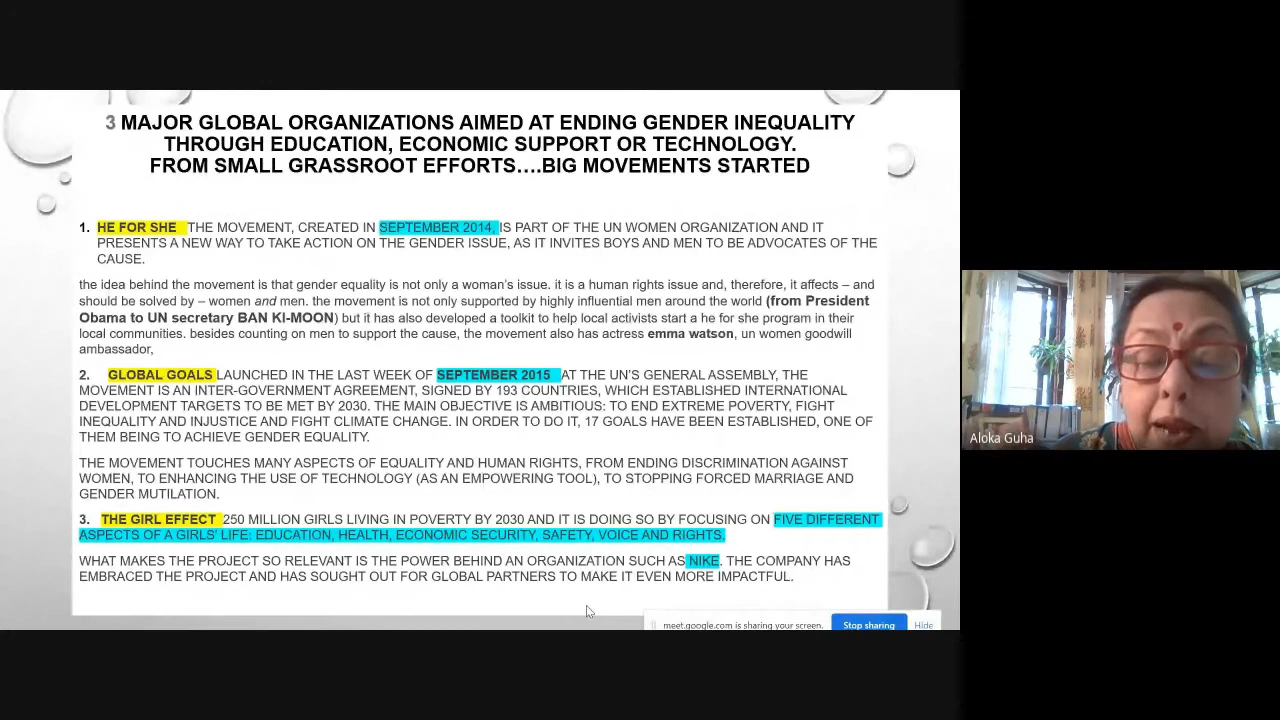 3 MAJOR GLOBAL ORGANIZATIONS AIMED AT ENDING GENDER INEQUALITY
THROUGH EDUCATION, ECONOMIC SUPPORT OR TECHNOLOGY.
FROM SMALL GRASSROOT EFFORTS....BIG MOVEMENTS STARTED
1. HE FOR SHE THE MOVEMENT, CREATED IN SEPTEMBER 2014, IS PART OF THE UN WOMEN ORGANIZATION AND IT
PRESENTS A NEW WAY TO TAKE ACTION ON THE GENDER ISSUE, AS IT INVITES BOYS AND MEN TO BE ADVOCATES OF THE
CAUSE.
the idea behind the movement is that gender equality is not only a woman's issue. it is a human rights issue and, therefore, it affects – and
should be solved by – women and men. the movement is not only supported by highly influential men around the world (from President
Obama to UN secretary BAN KI-MOON) but it has also developed a toolkit to help local activists start a he for she program in their
local communities. besides counting on men to support the cause, the movement also has actress emma watson, un women goodwill
ambassador,
2. GLOBAL GOALS LAUNCHED IN THE LAST WEEK OF SEPTEMBER 2015 AT THE UN'S GENERAL ASSEMBLY, THE
MOVEMENT IS AN INTER-GOVERNMENT AGREEMENT, SIGNED BY 193 COUNTRIES, WHICH ESTABLISHED INTERNATIONAL
DEVELOPMENT TARGETS TO BE MET BY 2030. THE MAIN OBJECTIVE IS AMBITIOUS: TO END EXTREME POVERTY, FIGHT
INEQUALITY AND INJUSTICE AND FIGHT CLIMATE CHANGE. IN ORDER TO DO IT, 17 GOALS HAVE BEEN ESTABLISHED, ONE OF
THEM BEING TO ACHIEVE GENDER EQUALITY.
THE MOVEMENT TOUCHES MANY ASPECTS OF EQUALITY AND HUMAN RIGHTS, FROM ENDING DISCRIMINATION AGAINST
WOMEN, TO ENHANCING THE USE OF TECHNOLOGY (AS AN EMPOWERING TOOL), TO STOPPING FORCED MARRIAGE AND
GENDER MUTILATION.
3. THE GIRL EFFECT 250 MILLION GIRLS LIVING IN POVERTY BY 2030 AND IT IS DOING SO BY FOCUSING ON FIVE DIFFERENT
ASPECTS OF A GIRLS' LIFE: EDUCATION, HEALTH, ECONOMIC SECURITY, SAFETY, VOICE AND RIGHTS.
WHAT MAKES THE PROJECT SO RELEVANT IS THE POWER BEHIND AN ORGANIZATION SUCH AS NIKE. THE COMPANY HAS
EMBRACED THE PROJECT AND HAS SOUGHT OUT FOR GLOBAL PARTNERS TO MAKE IT EVEN MORE IMPACTFUL.
meet.google.com is sharing your screen. Stop sharing Hide
Aloka Guha